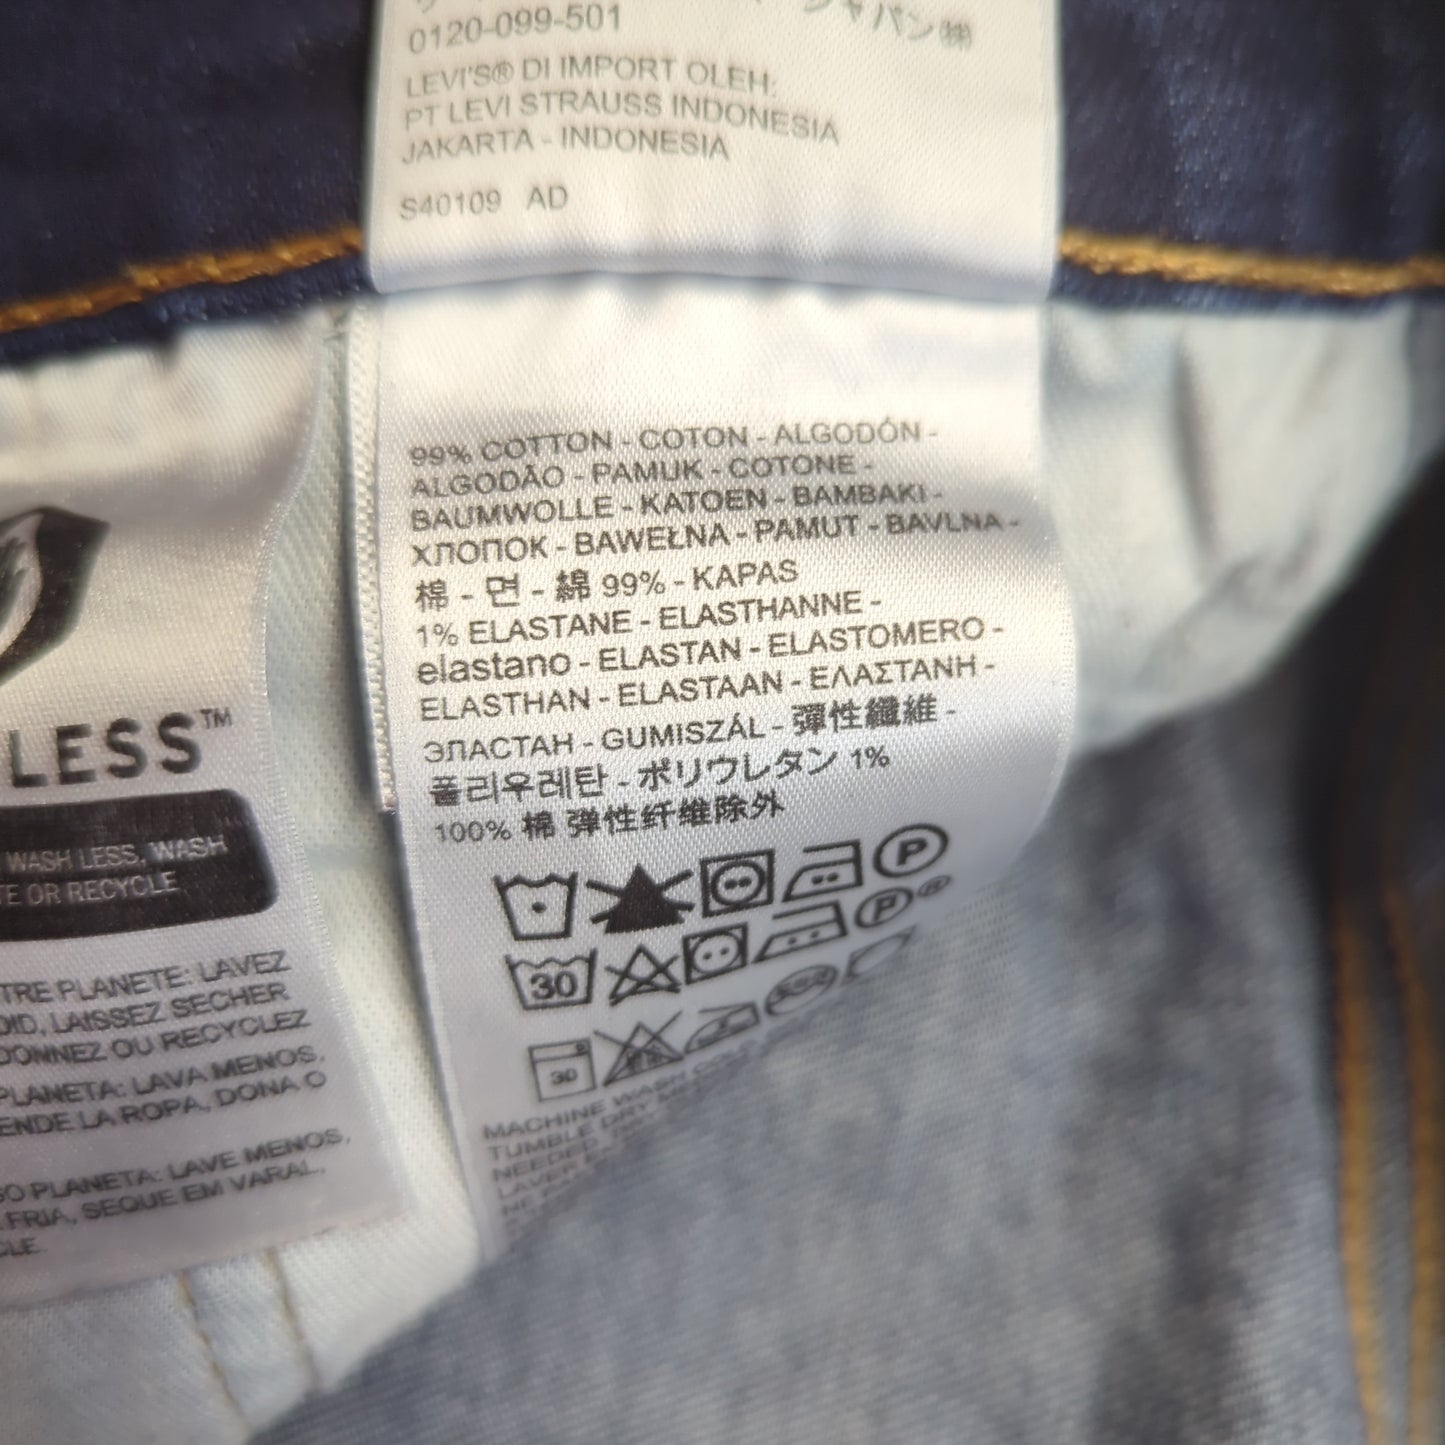 0120-099-501
LEVI'S® DI IMPORT OLEH:
PT LEVI STRAUSS INDONESIA
JAKARTA - INDONESIA
S40109 AD
99% COTTON - COTON - ALGODÓN -
ALGODÃO - PAMUK - COTONE -
BAUMWOLLE - KATOEN - BAMBAKI -
ХЛОПОК - BAWEŁNA - PAMUT - BAVLNA -
棉 - 면 - 綿 99% - KAPAS
1% ELASTANE - ELASTHANNE -
elastano - ELASTAN - ELASTOMERO -
ELASTHAN - ELASTAAN - ΕΛΑΣΤΑΝΗ -
ЭЛАСТАН - GUMISZÁL - 彈性纖維 -
폴리우레탄 - ポリウレタン 1%
100% 棉 弹性纤维除外
P
30
P
30
MACHINE WASH COLD
TUMBLE DRY
NEEDED
LESS™
WASH LESS, WASH
OR RECYCLE
PLANETE: LAVEZ
LAISSEZ SECHER
DONNEZ OU RECYCLEZ
PLANETA: LAVA MENOS,
LA ROPA, DONA O
PLANETA: LAVE MENOS,
FRIA, SEQUE EM VARAL,